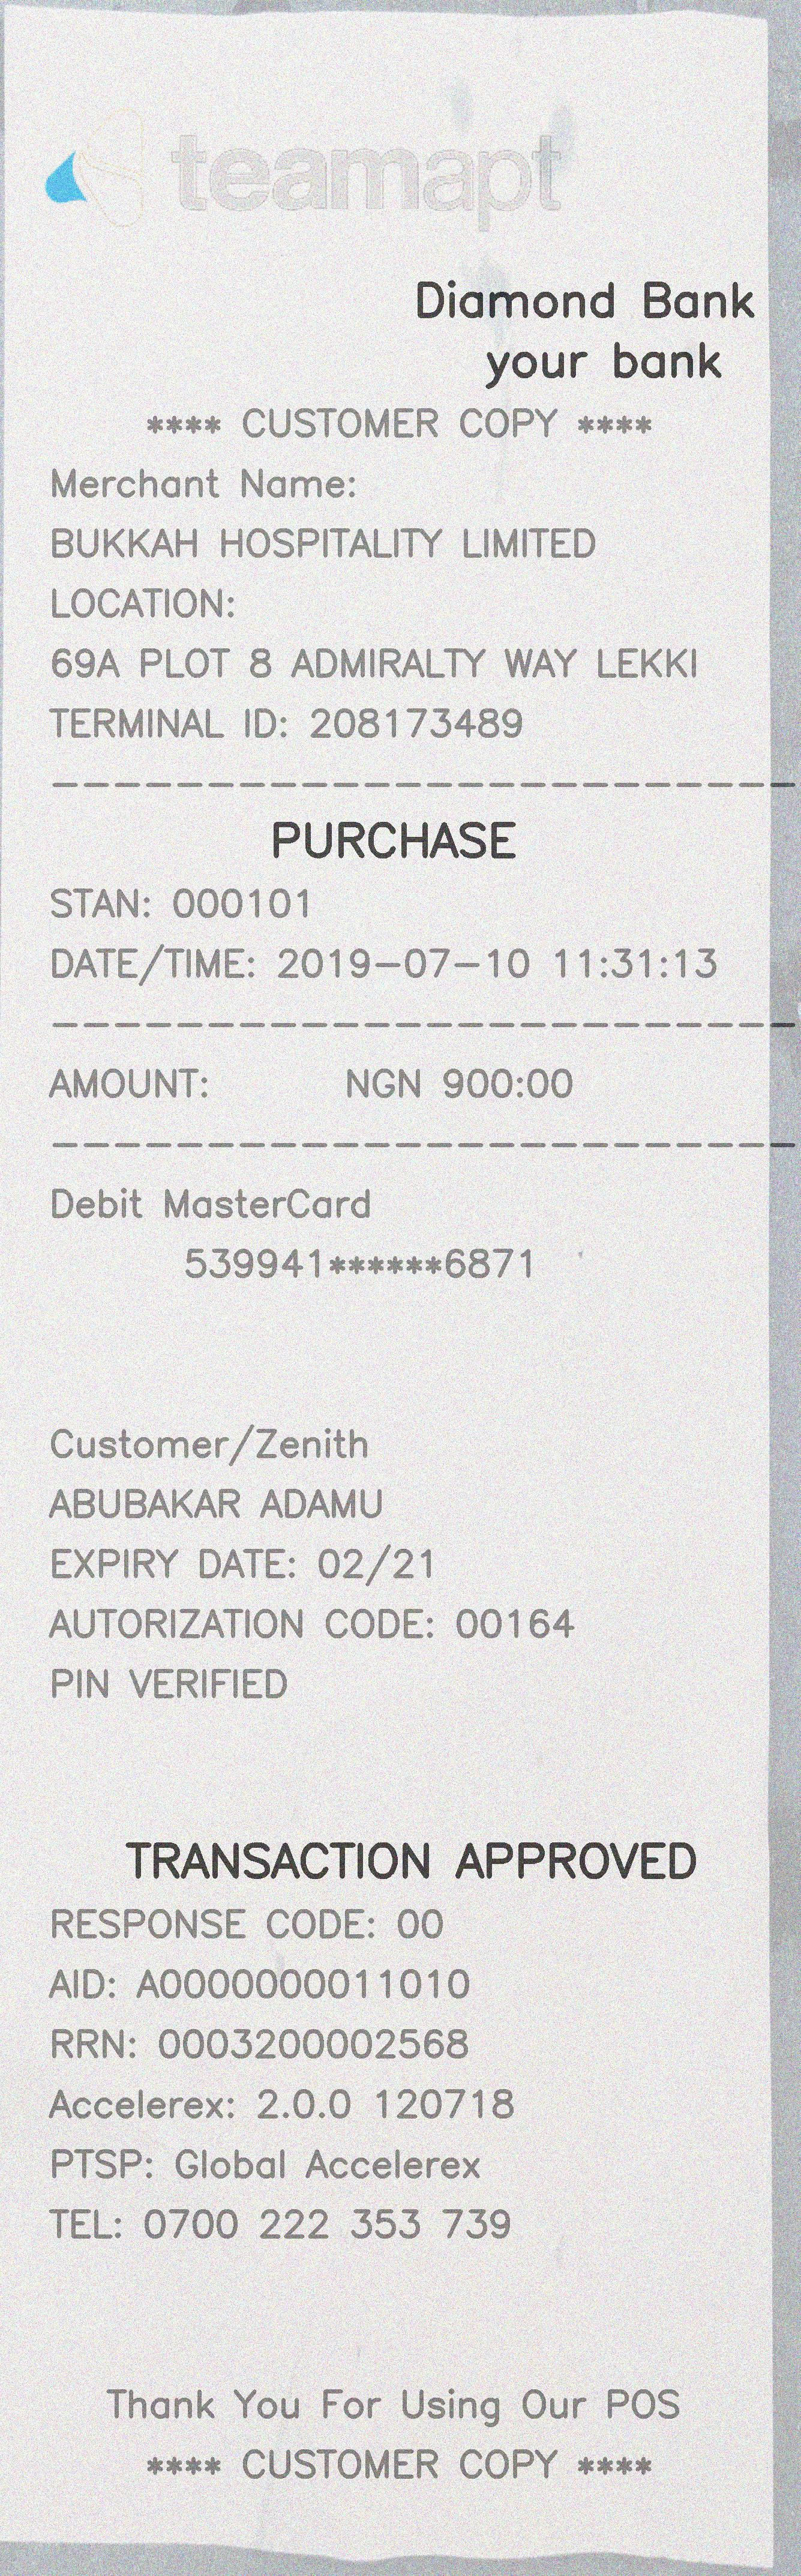 teamapt
Diamond Bank
your bank
**** CUSTOMER COPY ****
Merchant Name:
BUKKAH HOSPITALITY LIMITED
LOCATION:
69A PLOT 8 ADMIRALTY WAY LEKKI
TERMINAL ID: 208173489
------------------------
PURCHASE
STAN: 000101
DATE/TIME: 2019-07-10 11:31:13
------------------------
AMOUNT: NGN 900:00
------------------------
Debit MasterCard
539941******6871
Customer/Zenith
ABUBAKAR ADAMU
EXPIRY DATE: 02/21
AUTORIZATION CODE: 00164
PIN VERIFIED
TRANSACTION APPROVED
RESPONSE CODE: 00
AID: A0000000011010
RRN: 0003200002568
Accelerex: 2.0.0 120718
PTSP: Global Accelerex
TEL: 0700 222 353 739
Thank You For Using Our POS
**** CUSTOMER COPY ****